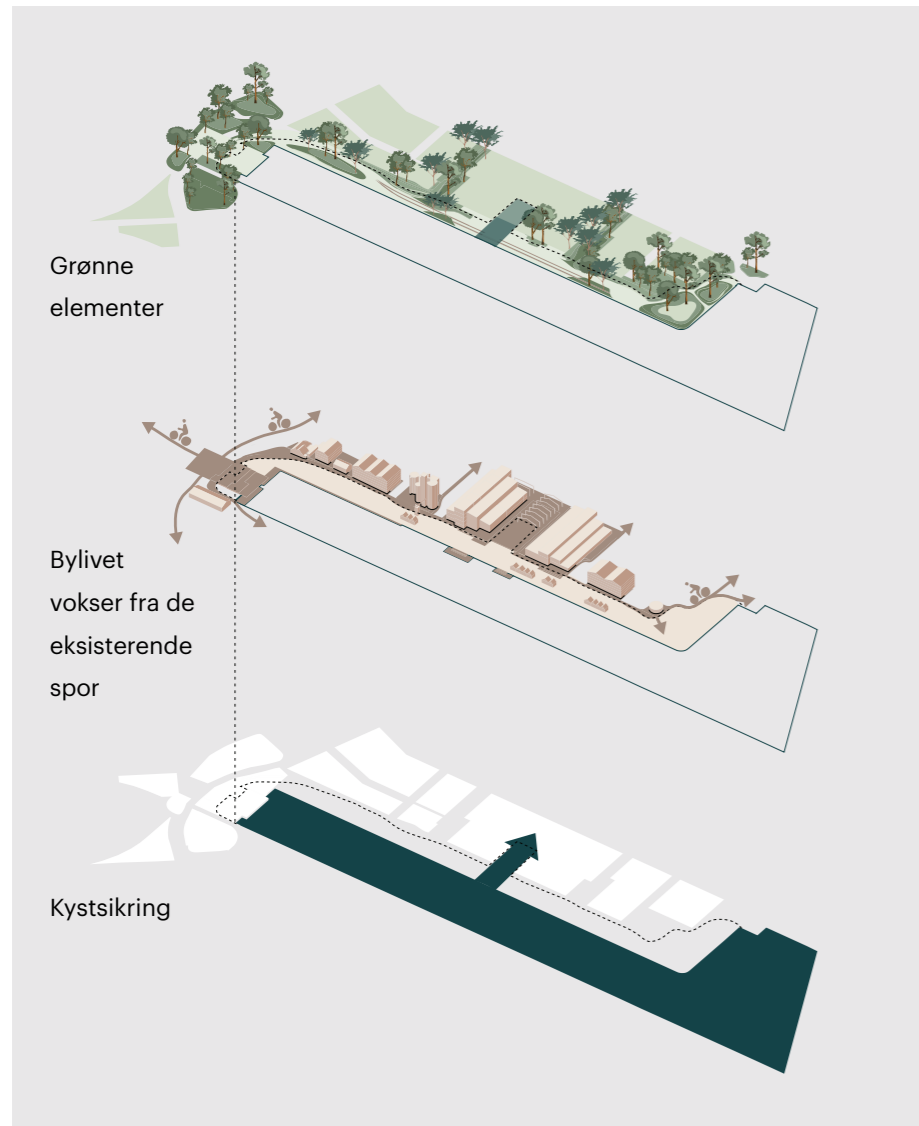 Grønne
elementer
Bylivet
vokser fra de
eksisterende
spor
Kystsikring